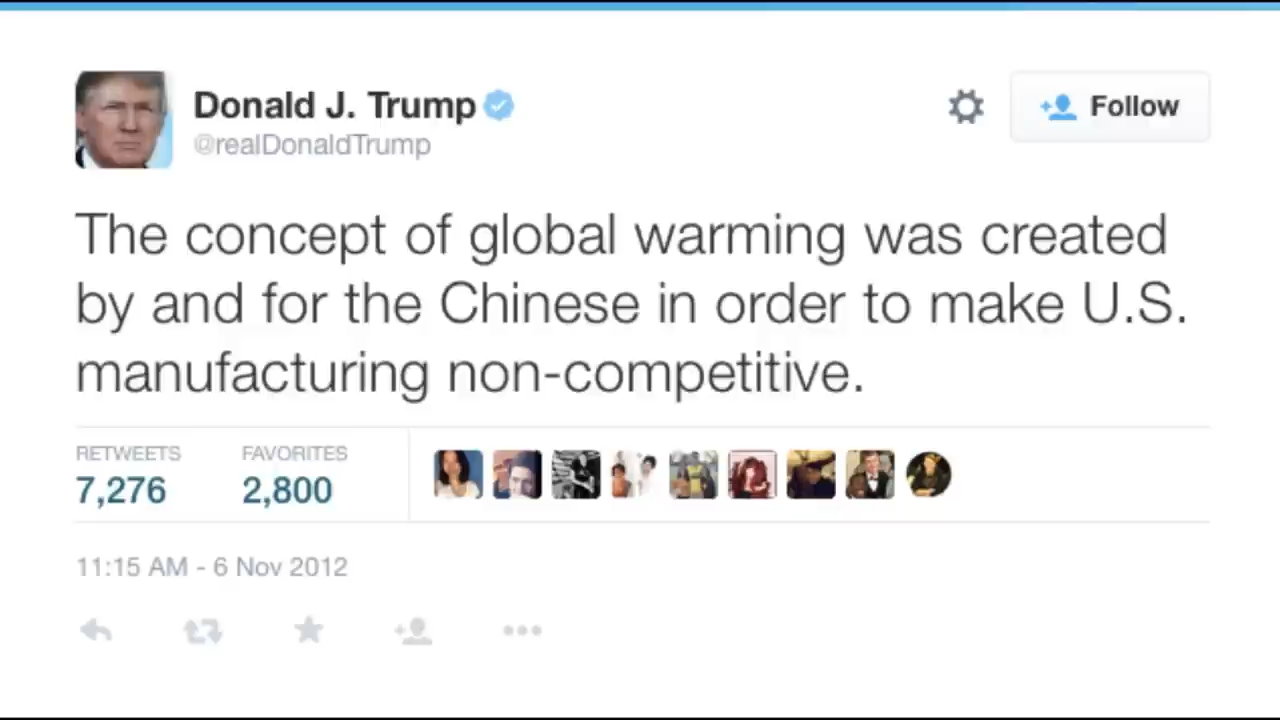 Donald J. Trump
@realDonaldTrump
Follow
The concept of global warming was created
by and for the Chinese in order to make U.S.
manufacturing non-competitive.
RETWEETS FAVORITES
7,276 2,800
11:15 AM - 6 Nov 2012